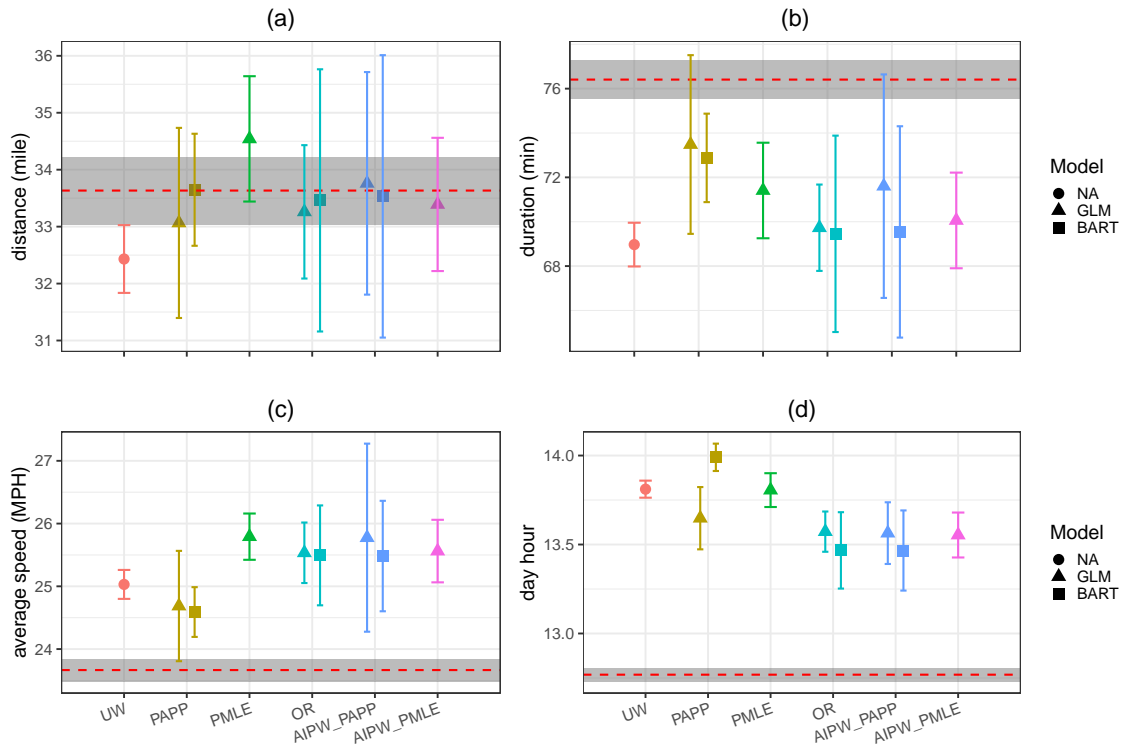 (a)
distance (mile)
36
35
34
33
32
31
(b)
duration (min)
76
72
68
Model
NA
GLM
BART
(c)
average speed (MPH)
27
26
25
24
UW
PAPP
PMLE
OR
AIPW_PAPP
AIPW_PMLE
(d)
day hour
14.0
13.5
13.0
UW
PAPP
PMLE
OR
AIPW_PAPP
AIPW_PMLE
Model
NA
GLM
BART